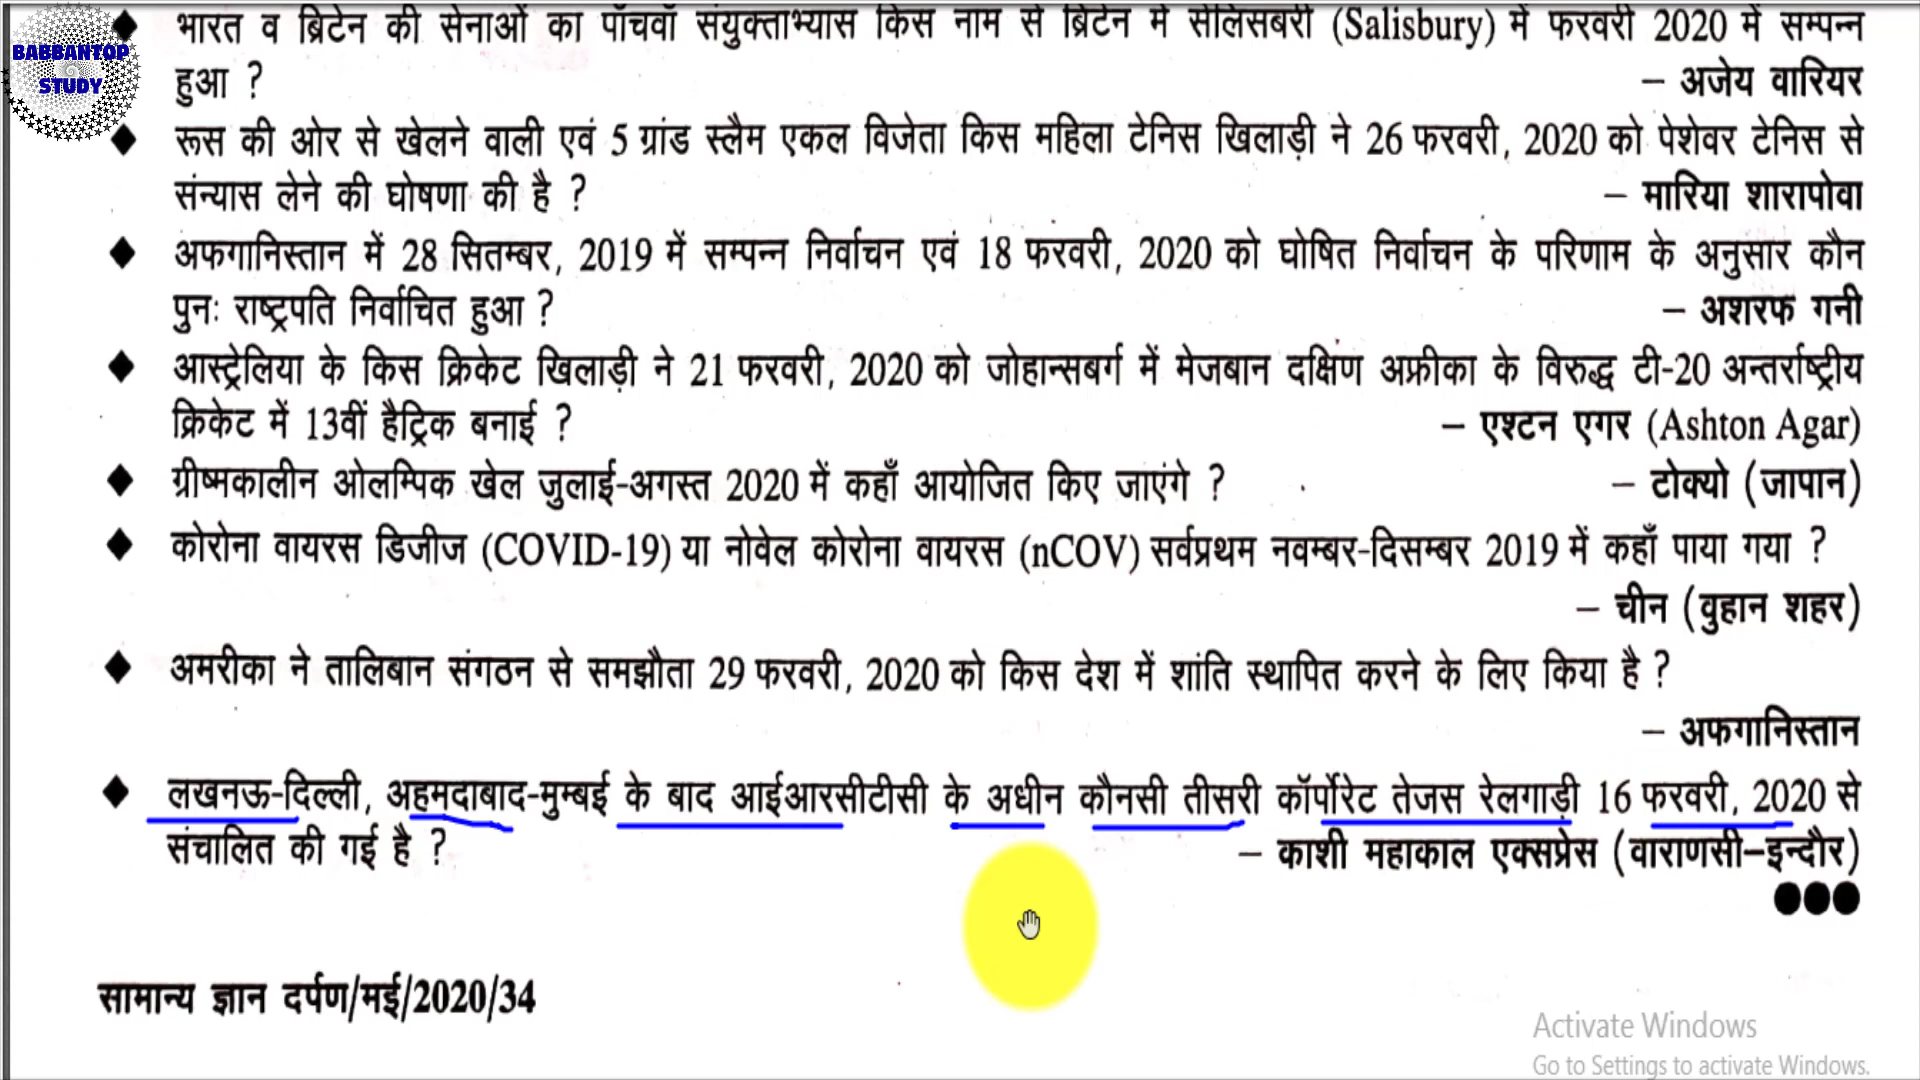 BABBANTOP
STUDY
भारत व ब्रिटेन की सेनाओं का पाँचवाँ संयुक्ताभ्यास किस नाम से ब्रिटेन में सेलिसबरी (Salisbury) में फरवरी 2020 में सम्पन्न
हुआ ? – अजेय वारियर
रूस की ओर से खेलने वाली एवं 5 ग्रांड स्लैम एकल विजेता किस महिला टेनिस खिलाड़ी ने 26 फरवरी, 2020 को पेशेवर टेनिस से
संन्यास लेने की घोषणा की है ? – मारिया शारापोवा
अफगानिस्तान में 28 सितम्बर, 2019 में सम्पन्न निर्वाचन एवं 18 फरवरी, 2020 को घोषित निर्वाचन के परिणाम के अनुसार कौन
पुनः राष्ट्रपति निर्वाचित हुआ ? – अशरफ गनी
आस्ट्रेलिया के किस क्रिकेट खिलाड़ी ने 21 फरवरी, 2020 को जोहान्सबर्ग में मेजबान दक्षिण अफ्रीका के विरुद्ध टी-20 अन्तर्राष्ट्रीय
क्रिकेट में 13वीं हैट्रिक बनाई ? – एश्टन एगर (Ashton Agar)
ग्रीष्मकालीन ओलम्पिक खेल जुलाई-अगस्त 2020 में कहाँ आयोजित किए जाएंगे ? – टोक्यो (जापान)
कोरोना वायरस डिजीज (COVID-19) या नोवेल कोरोना वायरस (nCOV) सर्वप्रथम नवम्बर-दिसम्बर 2019 में कहाँ पाया गया ?
– चीन (वुहान शहर)
अमरीका ने तालिबान संगठन से समझौता 29 फरवरी, 2020 को किस देश में शांति स्थापित करने के लिए किया है ?
– अफगानिस्तान
लखनऊ-दिल्ली, अहमदाबाद-मुम्बई के बाद आईआरसीटीसी के अधीन कौनसी तीसरी कॉर्पोरेट तेजस रेलगाड़ी 16 फरवरी, 2020 से
संचालित की गई है ? – काशी महाकाल एक्सप्रेस (वाराणसी–इन्दौर)
सामान्य ज्ञान दर्पण/मई/2020/34
Activate Windows
Go to Settings to activate Windows.